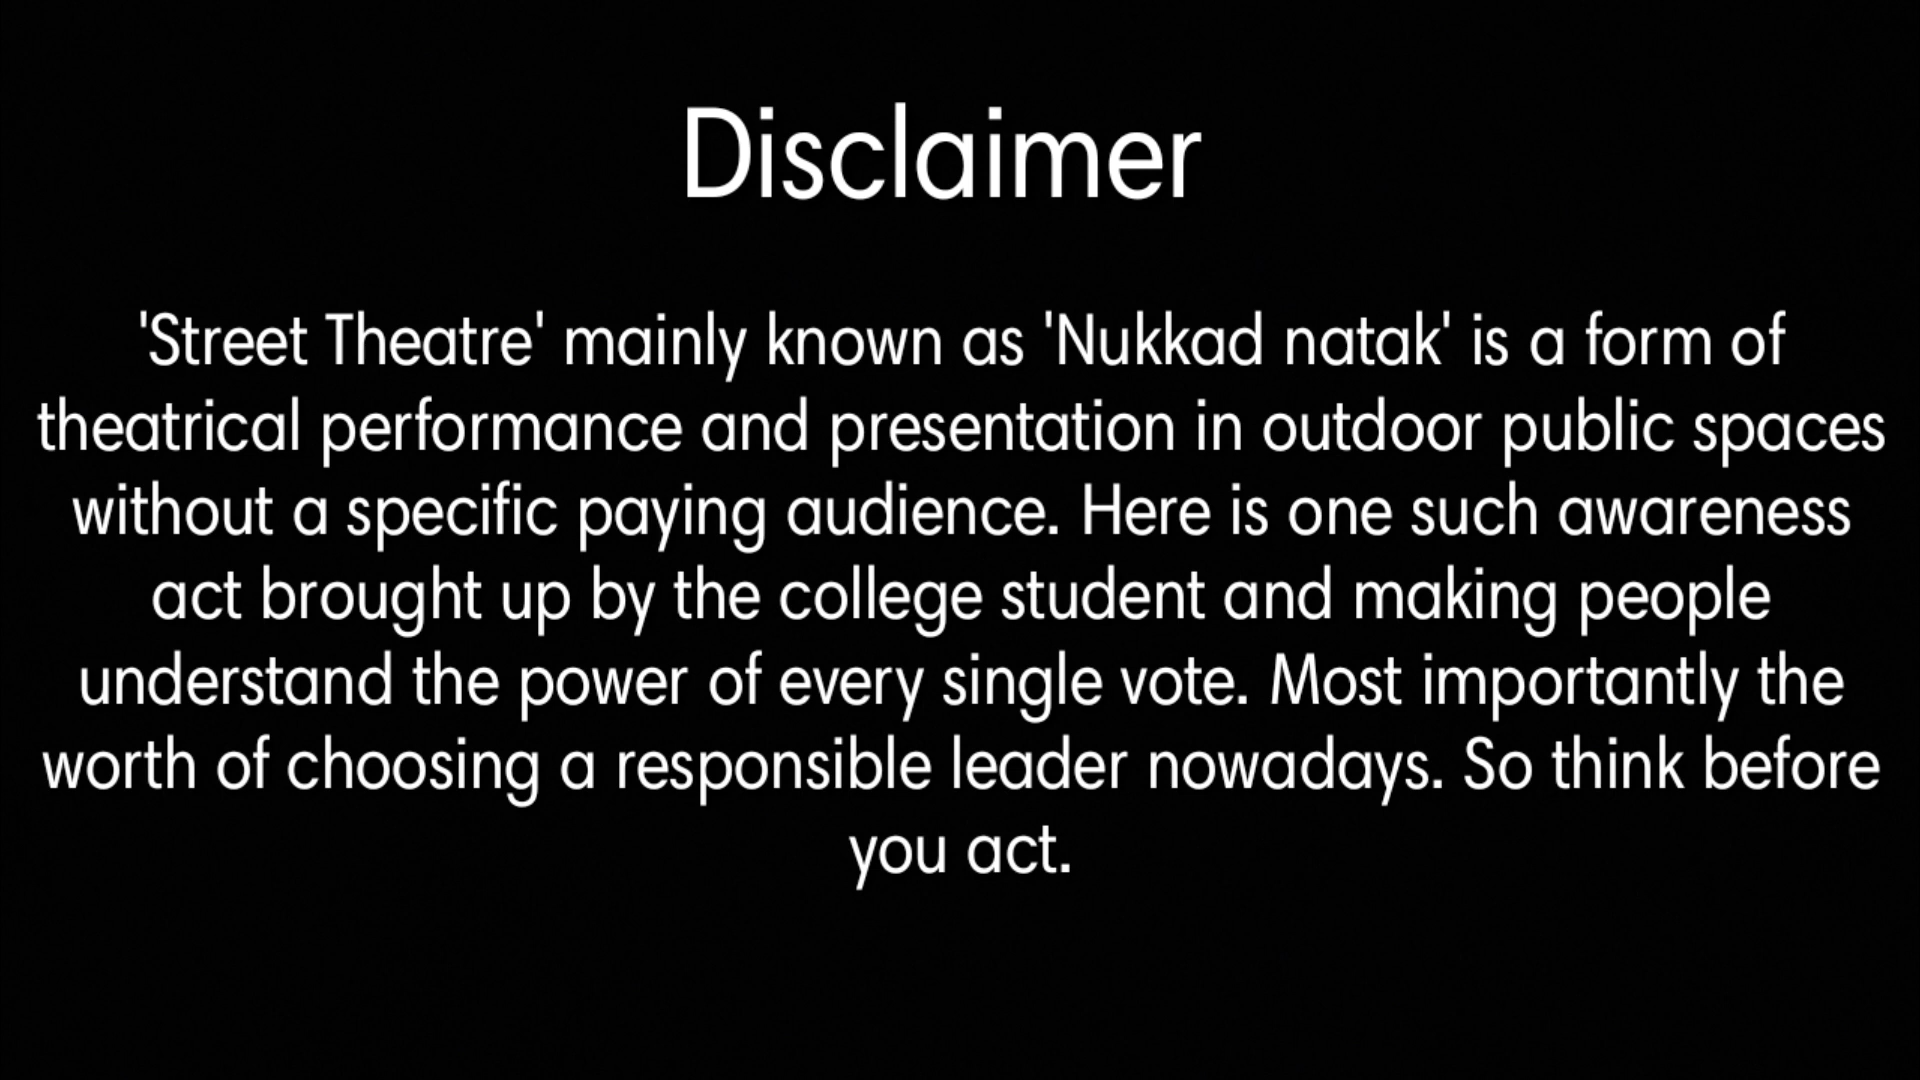 Disclaimer
'Street Theatre' mainly known as 'Nukkad natak' is a form of
theatrical performance and presentation in outdoor public spaces
without a specific paying audience. Here is one such awareness
act brought up by the college student and making people
understand the power of every single vote. Most importantly the
worth of choosing a responsible leader nowadays. So think before
you act.